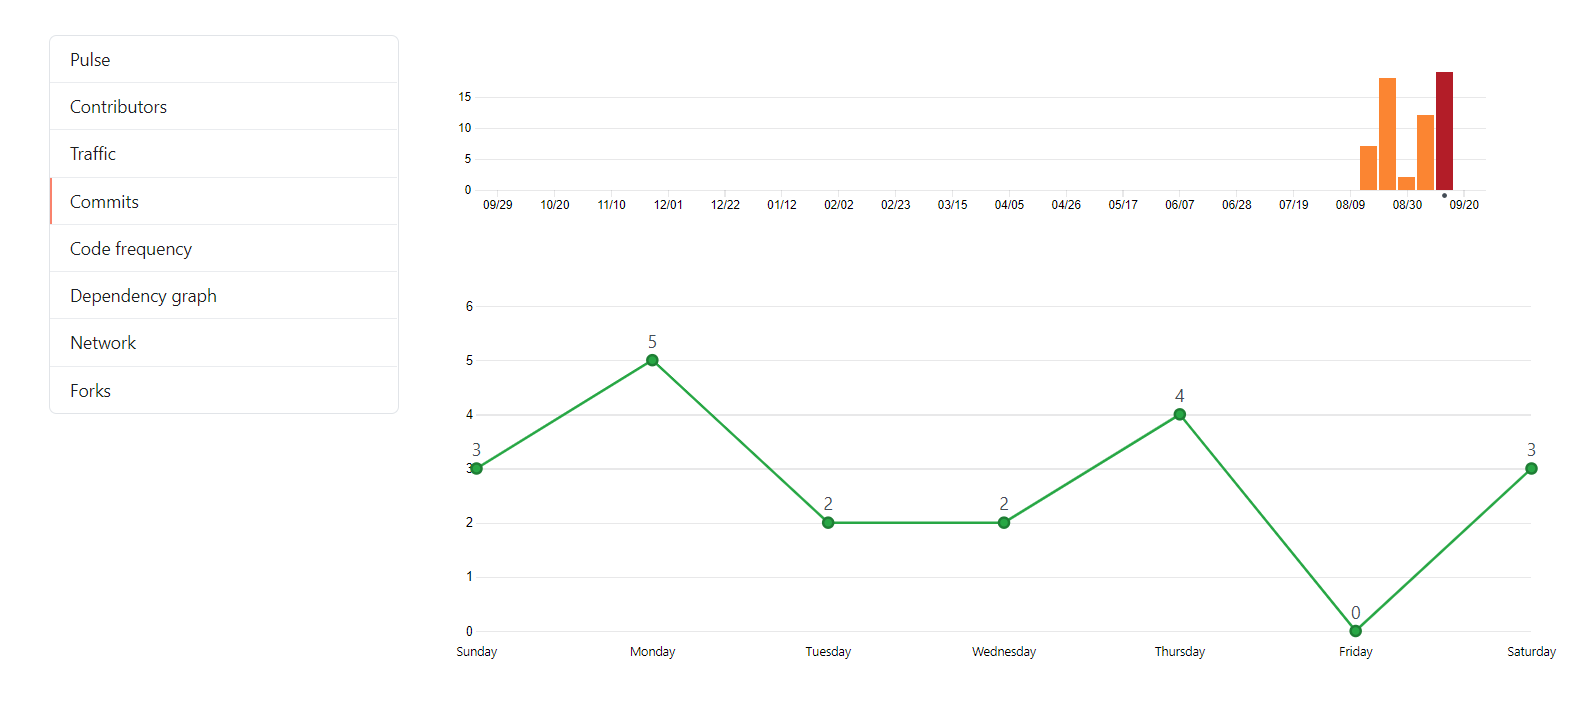 Pulse
Contributors
Traffic
Commits
Code frequency
Dependency graph
Network
Forks
15
10
5
0
09/29 10/20 11/10 12/01 12/22 01/12 02/02 02/23 03/15 04/05 04/26 05/17 06/07 06/28 07/19 08/09 08/30 09/20
6
5
5
4
4
3
3
3
2
2
2
1
0
0
Sunday Monday Tuesday Wednesday Thursday Friday Saturday
3